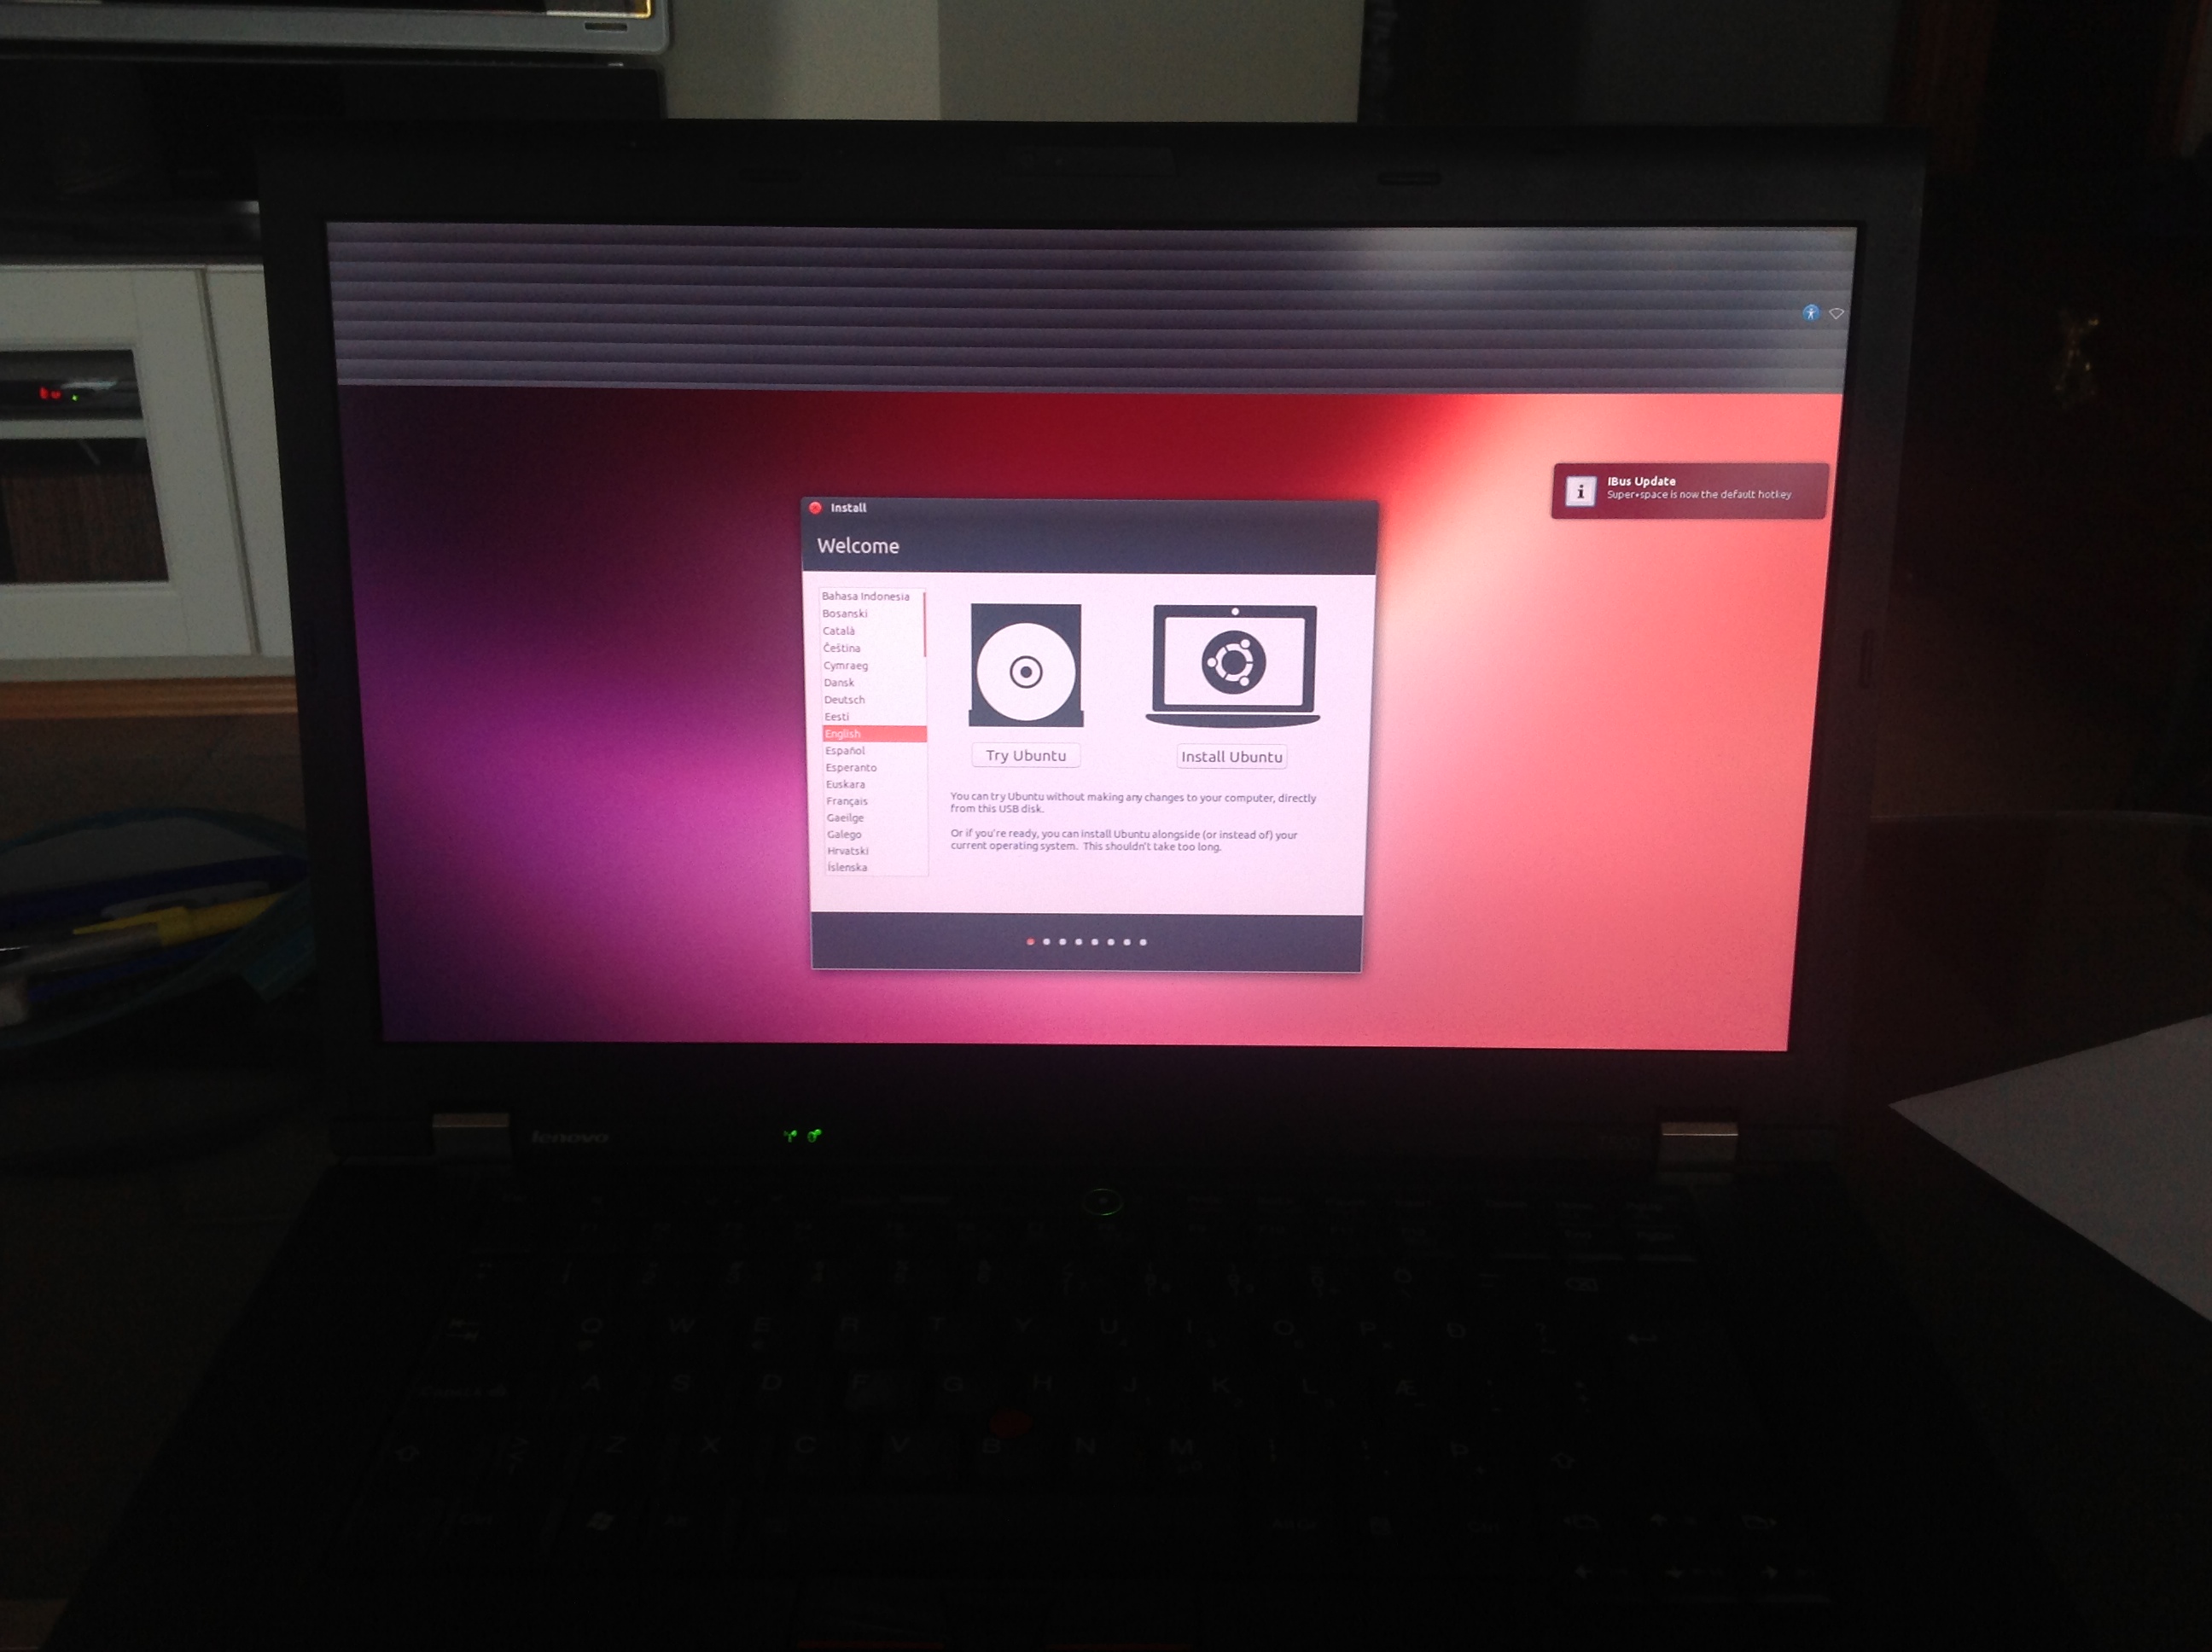 IBus Update
Super+space is now the default hotkey
Install
Welcome
Bahasa Indonesia
Bosanski
Català
Čeština
Cymraeg
Dansk
Deutsch
Eesti
English
Español
Esperanto
Euskara
Français
Gaeilge
Galego
Hrvatski
Íslenska
Try Ubuntu
Install Ubuntu
You can try Ubuntu without making any changes to your computer, directly
from this USB disk.
Or if you're ready, you can install Ubuntu alongside (or instead of) your
current operating system. This shouldn't take too long.
lenovo
Q W E R T Y U I O P Ð
A S D F G H J K L Æ
Z X C V B N M Þ